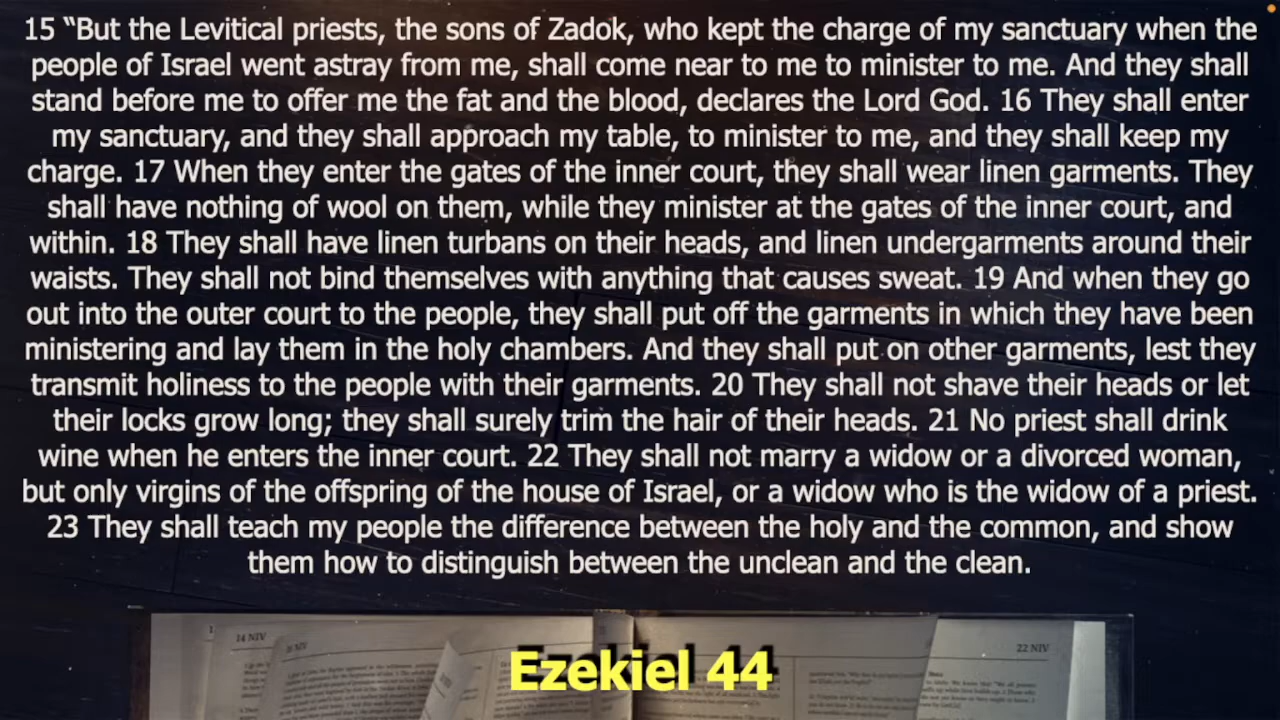 15 “But the Levitical priests, the sons of Zadok, who kept the charge of my sanctuary when the
people of Israel went astray from me, shall come near to me to minister to me. And they shall
stand before me to offer me the fat and the blood, declares the Lord God. 16 They shall enter
my sanctuary, and they shall approach my table, to minister to me, and they shall keep my
charge. 17 When they enter the gates of the inner court, they shall wear linen garments. They
shall have nothing of wool on them, while they minister at the gates of the inner court, and
within. 18 They shall have linen turbans on their heads, and linen undergarments around their
waists. They shall not bind themselves with anything that causes sweat. 19 And when they go
out into the outer court to the people, they shall put off the garments in which they have been
ministering and lay them in the holy chambers. And they shall put on other garments, lest they
transmit holiness to the people with their garments. 20 They shall not shave their heads or let
their locks grow long; they shall surely trim the hair of their heads. 21 No priest shall drink
wine when he enters the inner court. 22 They shall not marry a widow or a divorced woman,
but only virgins of the offspring of the house of Israel, or a widow who is the widow of a priest.
23 They shall teach my people the difference between the holy and the common, and show
them how to distinguish between the unclean and the clean.
14 NIV
22 NIV
Ezekiel 44